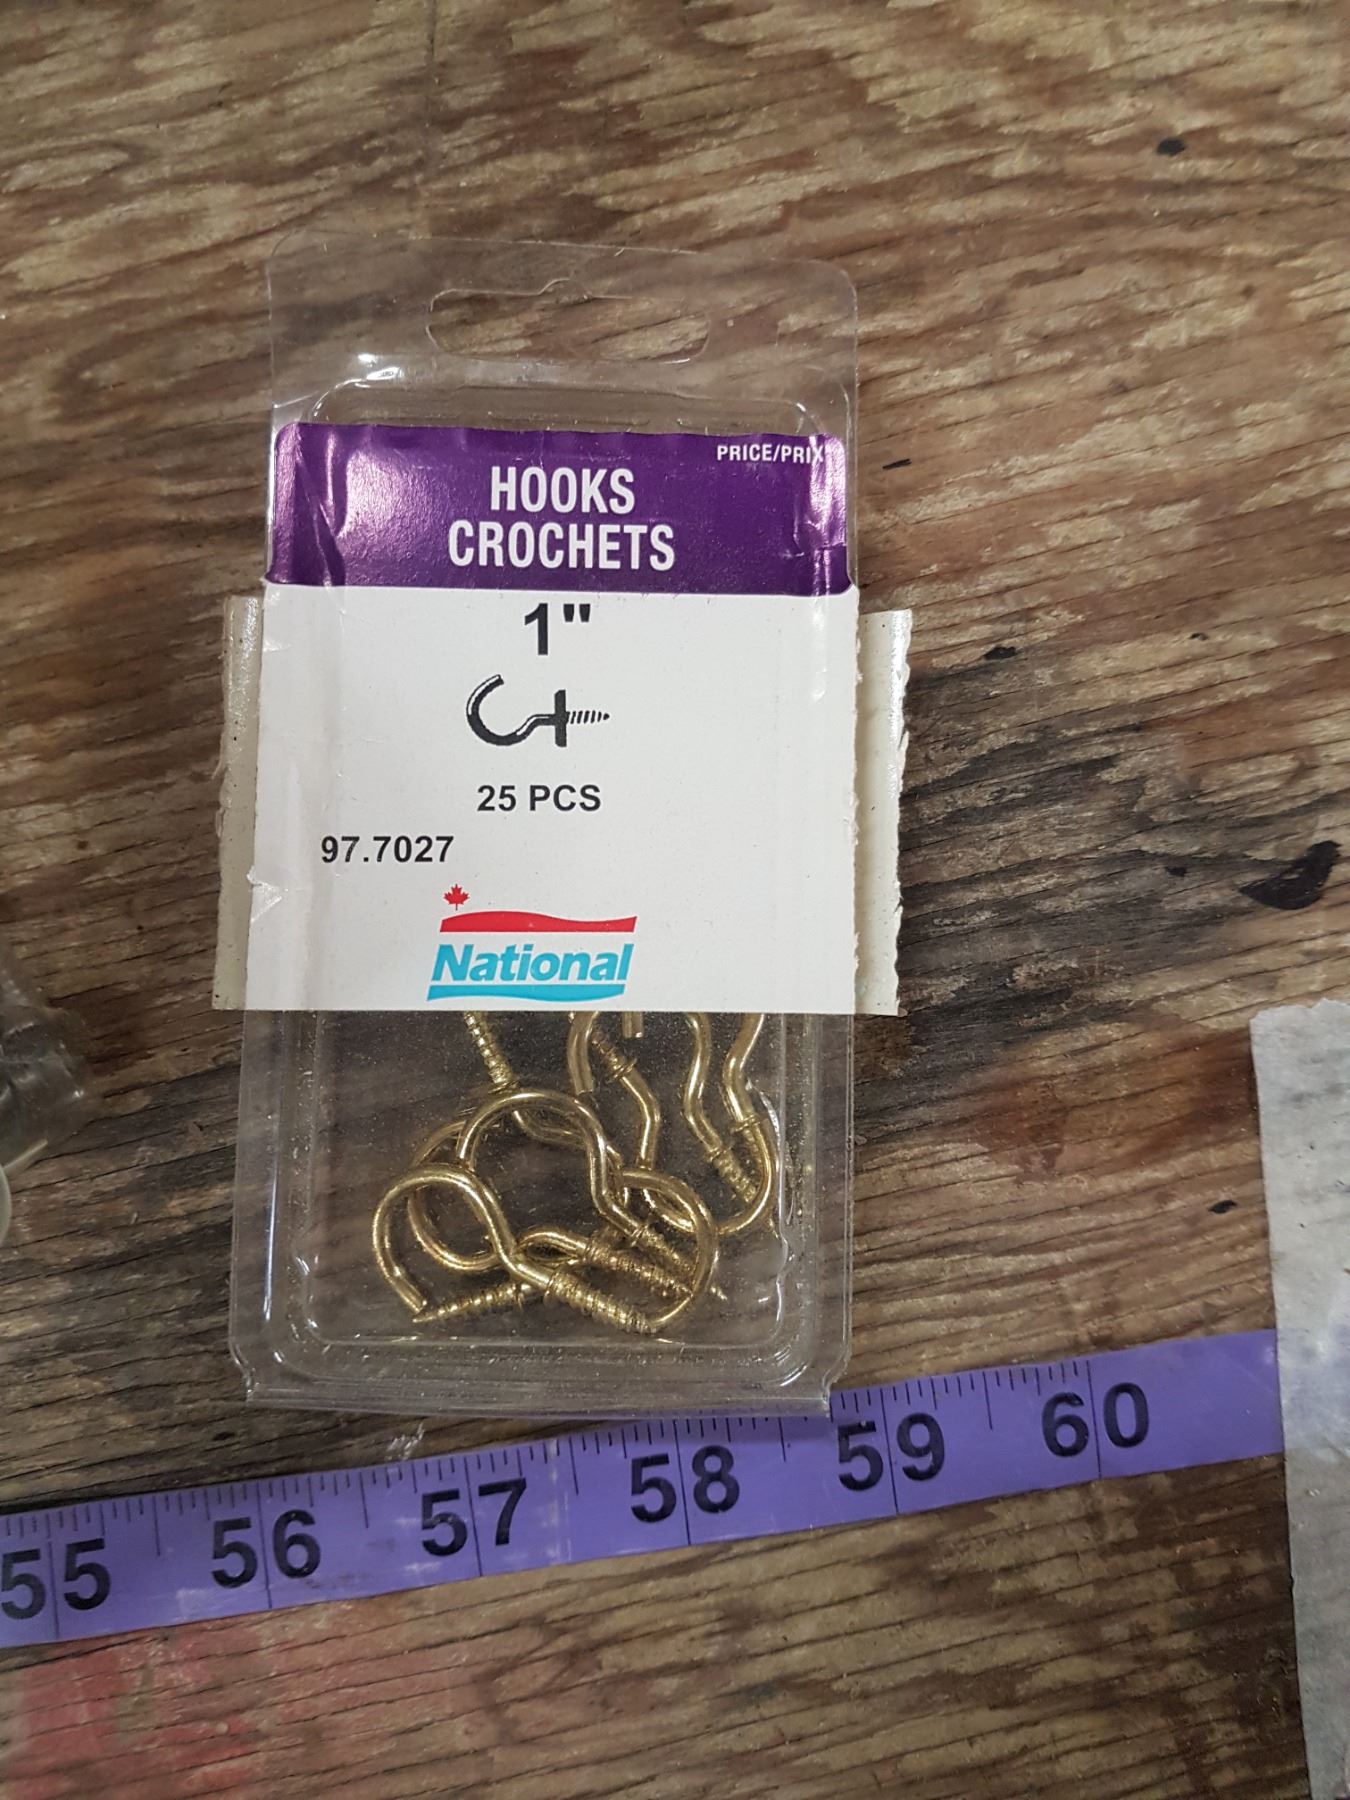 PRICE/PRIX
HOOKS
CROCHETS
1"
25 PCS
97.7027
National
55 56 57 58 59 60